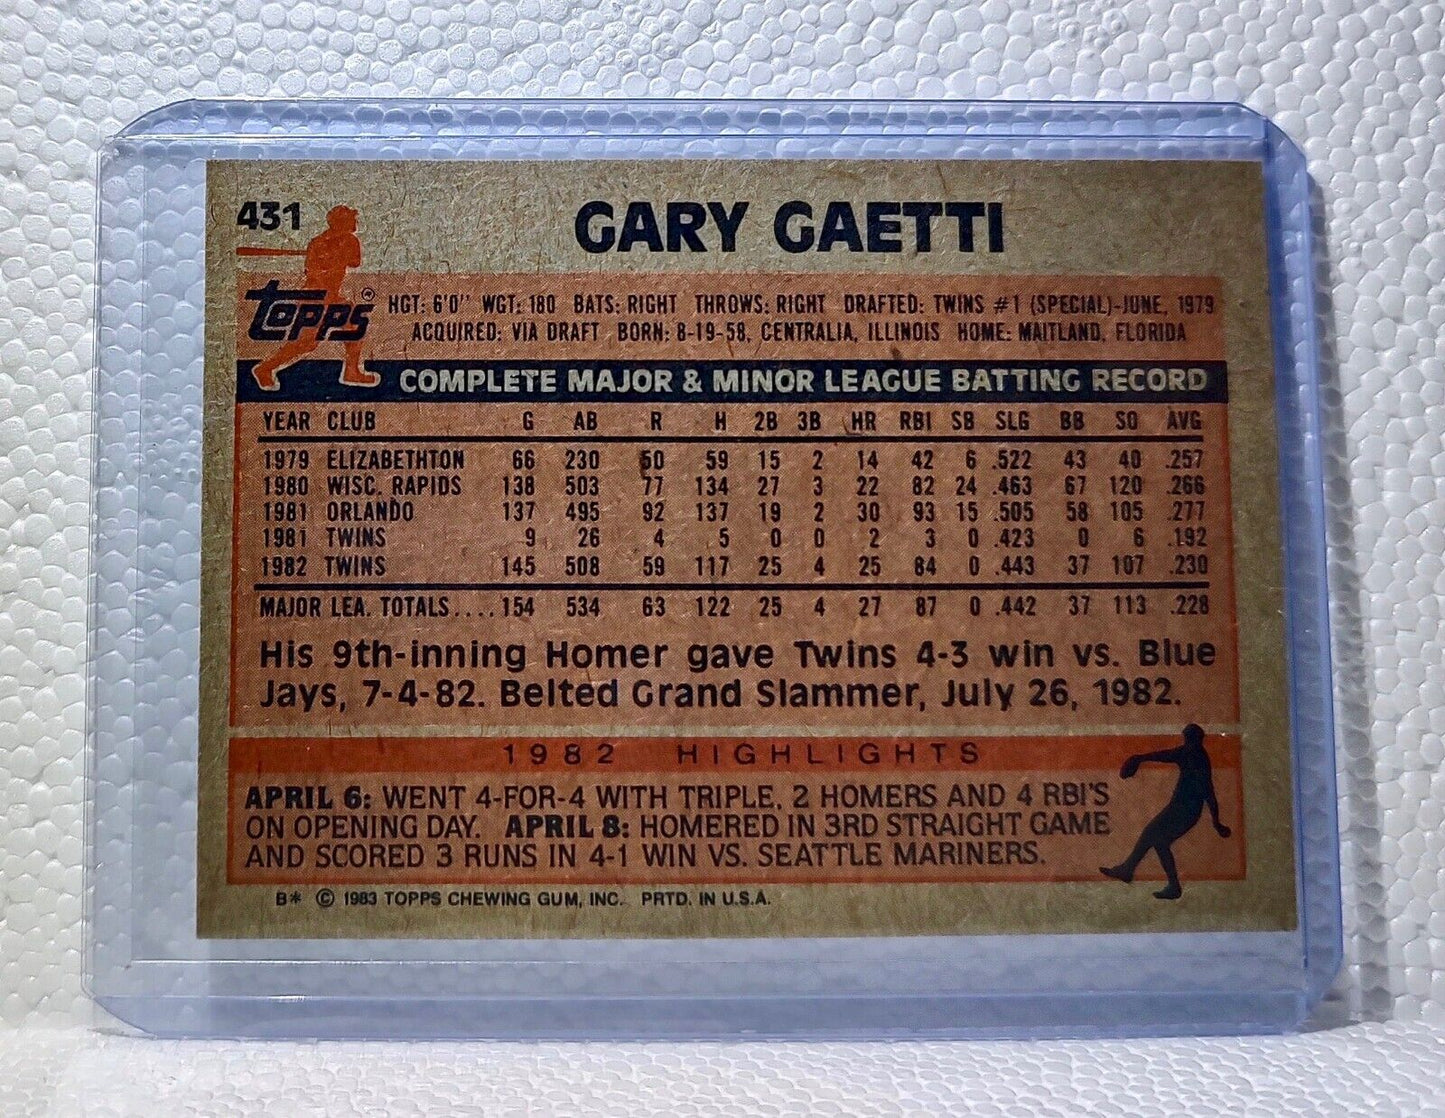 431
GARY GAETTI
Topps®
HGT: 6'0" WGT: 180 BATS: RIGHT THROWS: RIGHT DRAFTED: TWINS #1 (SPECIAL)-JUNE, 1979
ACQUIRED: VIA DRAFT BORN: 8-19-58, CENTRALIA, ILLINOIS HOME: MAITLAND, FLORIDA
COMPLETE MAJOR & MINOR LEAGUE BATTING RECORD
YEAR CLUB G AB R H 2B 3B HR RBI SB SLG BB SO AVG
1979 ELIZABETHTON 66 230 50 59 15 2 14 42 6 .522 43 40 .257
1980 WISC. RAPIDS 138 503 77 134 27 3 22 82 24 .463 67 120 .266
1981 ORLANDO 137 495 92 137 19 2 30 93 15 .505 58 105 .277
1981 TWINS 9 26 4 5 0 0 2 3 0 .423 0 6 .192
1982 TWINS 145 508 59 117 25 4 25 84 0 .443 37 107 .230
MAJOR LEA. TOTALS....154 534 63 122 25 4 27 87 0 .442 37 113 .228
His 9th-inning Homer gave Twins 4-3 win vs. Blue
Jays, 7-4-82. Belted Grand Slammer, July 26, 1982.
1982 HIGHLIGHTS
APRIL 6: WENT 4-FOR-4 WITH TRIPLE, 2 HOMERS AND 4 RBI'S
ON OPENING DAY. APRIL 8: HOMERED IN 3RD STRAIGHT GAME
AND SCORED 3 RUNS IN 4-1 WIN VS. SEATTLE MARINERS.
B* © 1983 TOPPS CHEWING GUM, INC. PRTD. IN U.S.A.